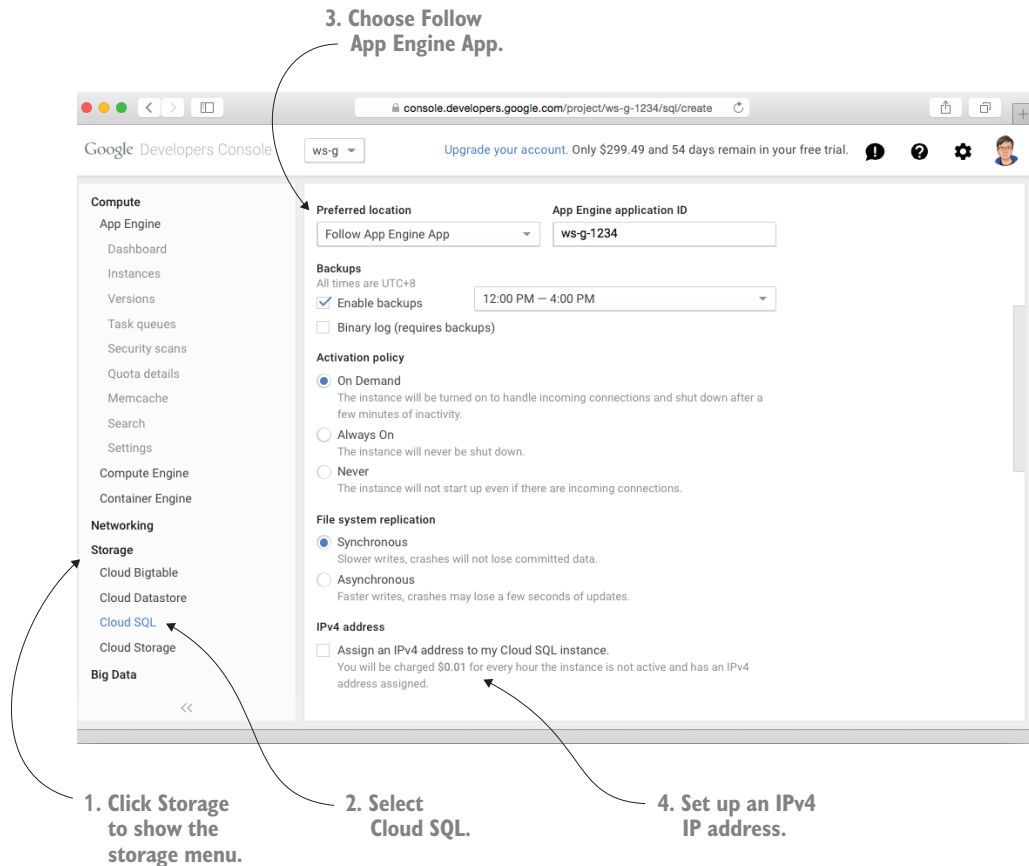 3. Choose Follow
App Engine App.
console.developers.google.com/project/ws-g-1234/sql/create
Google Developers Console
ws-g
Upgrade your account. Only $299.49 and 54 days remain in your free trial.
Compute
App Engine
Dashboard
Instances
Versions
Task queues
Security scans
Quota details
Memcache
Search
Settings
Compute Engine
Container Engine
Networking
Storage
Cloud Bigtable
Cloud Datastore
Cloud SQL
Cloud Storage
Big Data
<<
Preferred location
Follow App Engine App
App Engine application ID
ws-g-1234
Backups
All times are UTC+8
Enable backups
12:00 PM — 4:00 PM
Binary log (requires backups)
Activation policy
On Demand
The instance will be turned on to handle incoming connections and shut down after a
few minutes of inactivity.
Always On
The instance will never be shut down.
Never
The instance will not start up even if there are incoming connections.
File system replication
Synchronous
Slower writes, crashes will not lose committed data.
Asynchronous
Faster writes, crashes may lose a few seconds of updates.
IPv4 address
Assign an IPv4 address to my Cloud SQL instance.
You will be charged $0.01 for every hour the instance is not active and has an IPv4
address assigned.
1. Click Storage
to show the
storage menu.
2. Select
Cloud SQL.
4. Set up an IPv4
IP address.